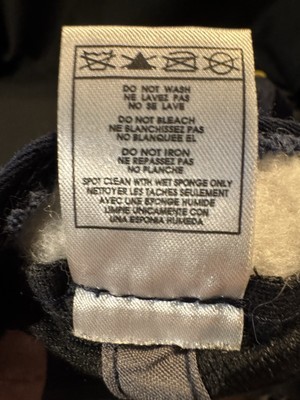 DO NOT WASH
NE LAVEZ PAS
NO SE LAVE
DO NOT BLEACH
NE BLANCHISSEZ PAS
NO BLANQUEE EL
DO NOT IRON
NE REPASSEZ PAS
NO PLANCHE
SPOT CLEAN WITH WET SPONGE ONLY
NETTOYER LES TACHES SEULEMENT
AVEC UNE EPONGE HUMIDE
LIMPIE UNICAMENTE CON
UNA ESPONJA HUMEDA